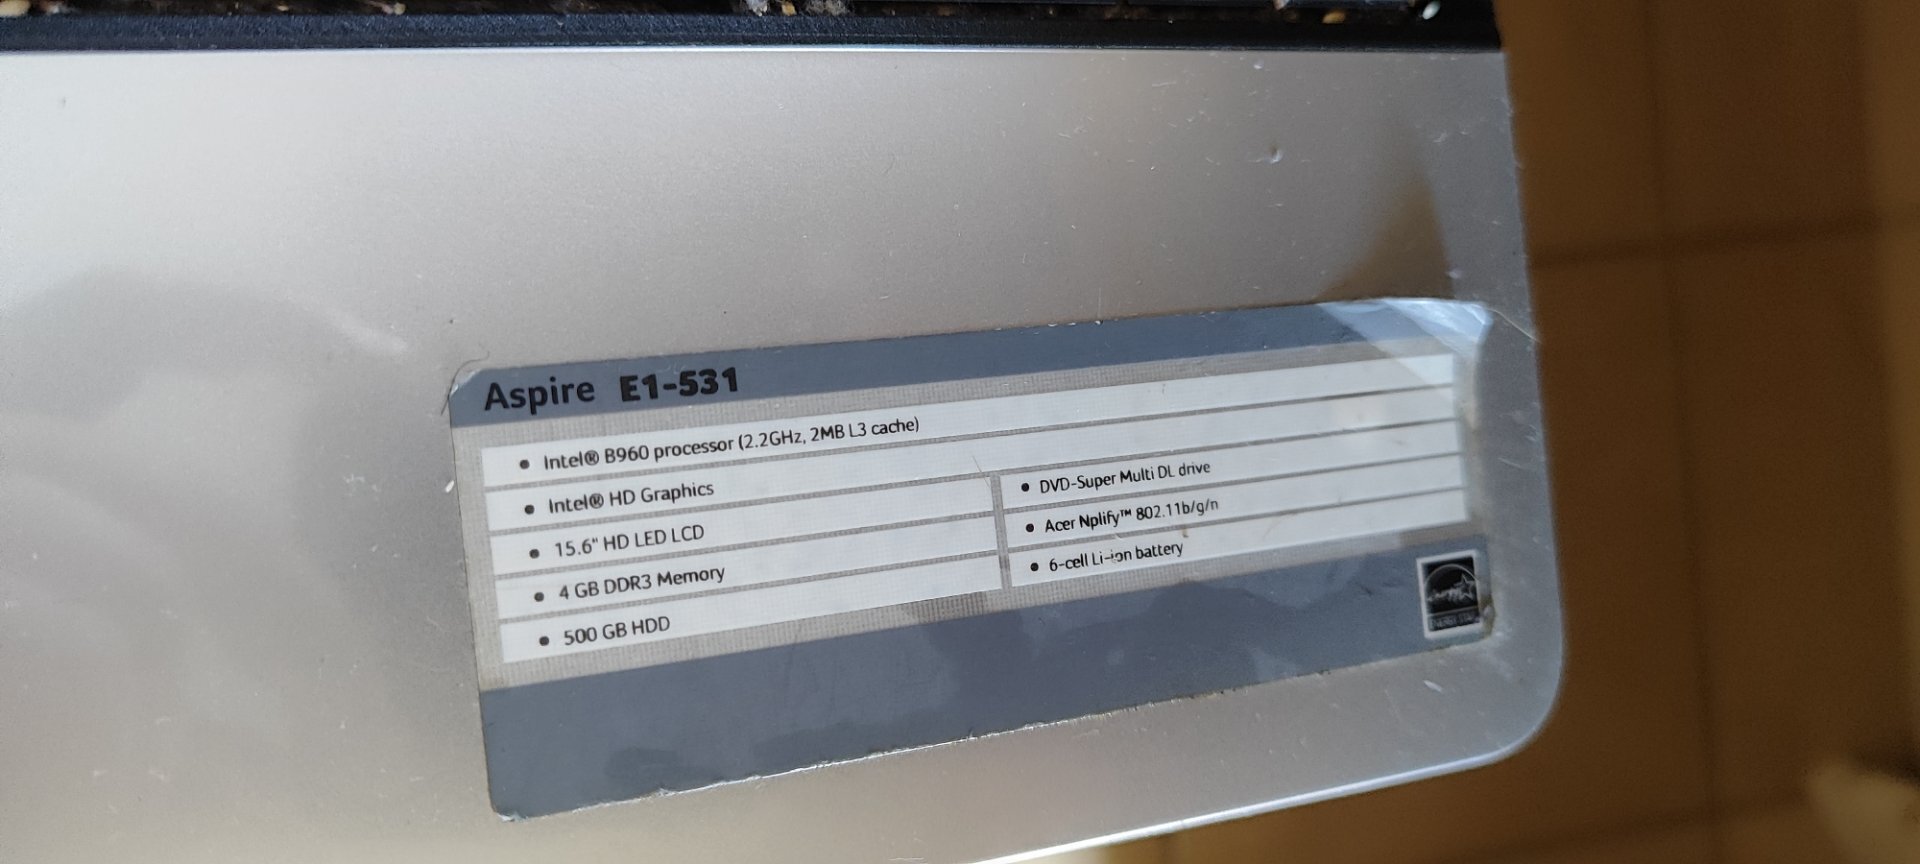 Aspire E1-531
• Intel® B960 processor (2.2GHz, 2MB L3 cache)
• Intel® HD Graphics
• 15.6" HD LED LCD
• 4 GB DDR3 Memory
• 500 GB HDD
• DVD-Super Multi DL drive
• Acer Nplify™ 802.11b/g/n
• 6-cell Li-ion battery
ENERGY STAR